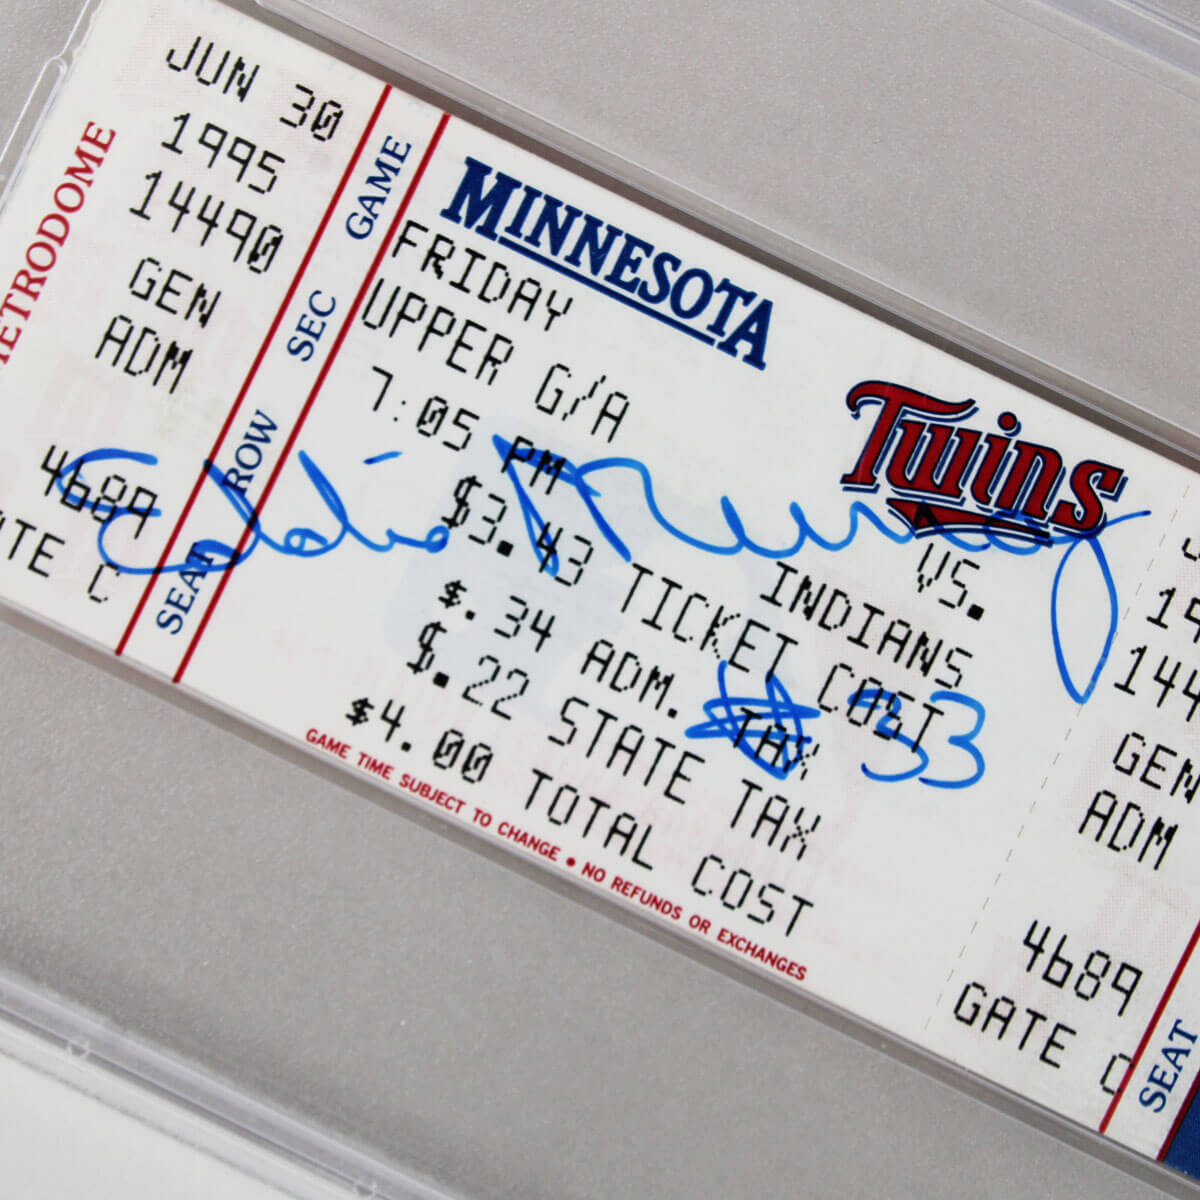 METRODOME
JUN 30
1995
14490
GEN
ADM
4689
GATE C
GAME
SEC
ROW
SEAT
MINNESOTA
Twins
FRIDAY
UPPER G/A
7:05 PM
VS.
INDIANS
$3.43 TICKET COST
$.34 ADM. TAX
$.22 STATE TAX
$4.00 TOTAL COST
GAME TIME SUBJECT TO CHANGE • NO REFUNDS OR EXCHANGES
Eddie Murray
#33
GEN
ADM
4689
GATE C
SEAT